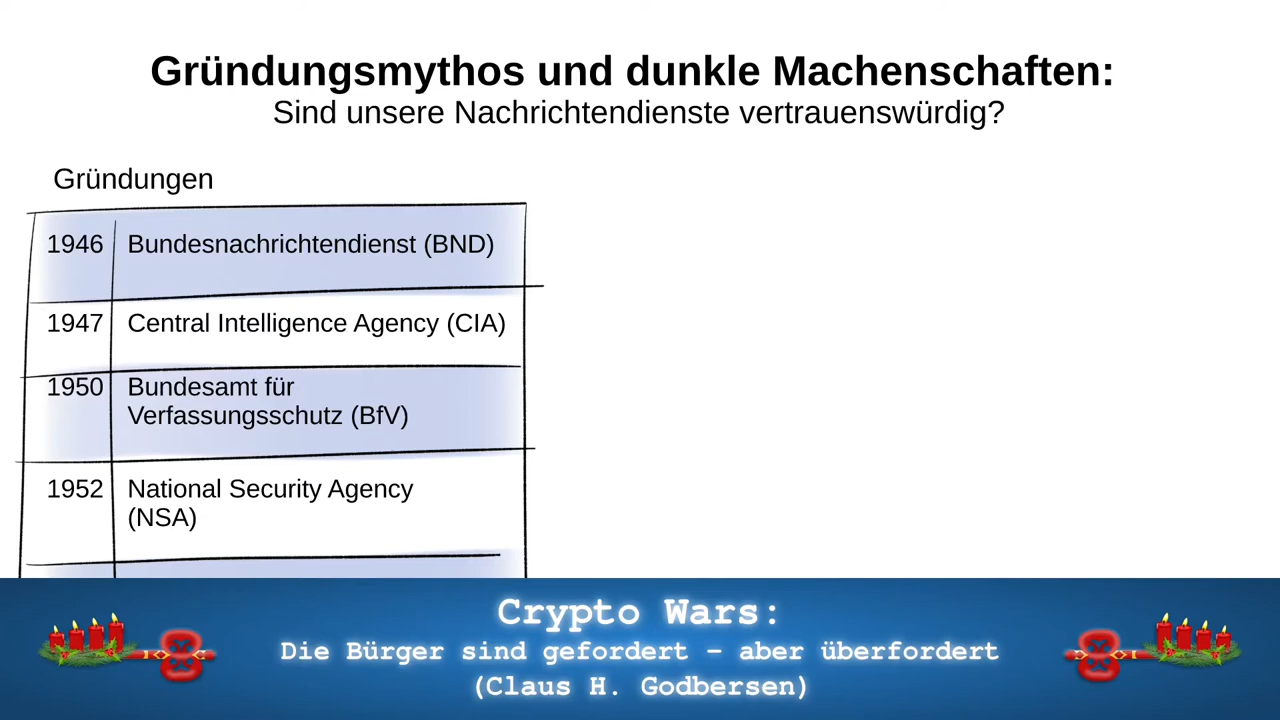 Gründungsmythos und dunkle Machenschaften:
Sind unsere Nachrichtendienste vertrauenswürdig?
Gründungen
1946 Bundesnachrichtendienst (BND)
1947 Central Intelligence Agency (CIA)
1950 Bundesamt für
Verfassungsschutz (BfV)
1952 National Security Agency
(NSA)
Crypto Wars:
Die Bürger sind gefordert – aber überfordert
(Claus H. Godbersen)